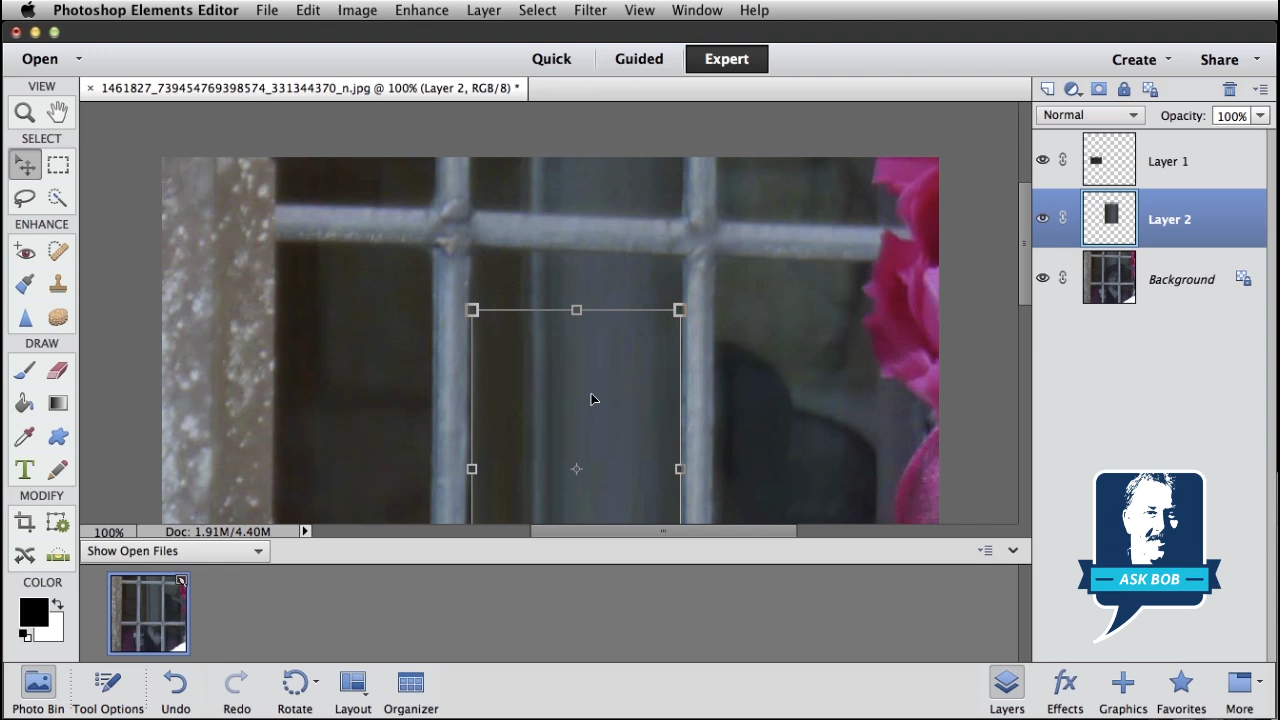 Photoshop Elements Editor File Edit Image Enhance Layer Select Filter View Window Help
Open Quick Guided Expert Create Share
VIEW
× 1461827_739454769398574_331344370_n.jpg @ 100% (Layer 2, RGB/8) *
Normal Opacity: 100%
SELECT
Layer 1
Layer 2
ENHANCE
Background
DRAW
T
MODIFY
100% Doc: 1.91M/4.40M
Show Open Files
COLOR
ASK BOB
fx
Photo Bin Tool Options Undo Redo Rotate Layout Organizer Layers Effects Graphics Favorites More